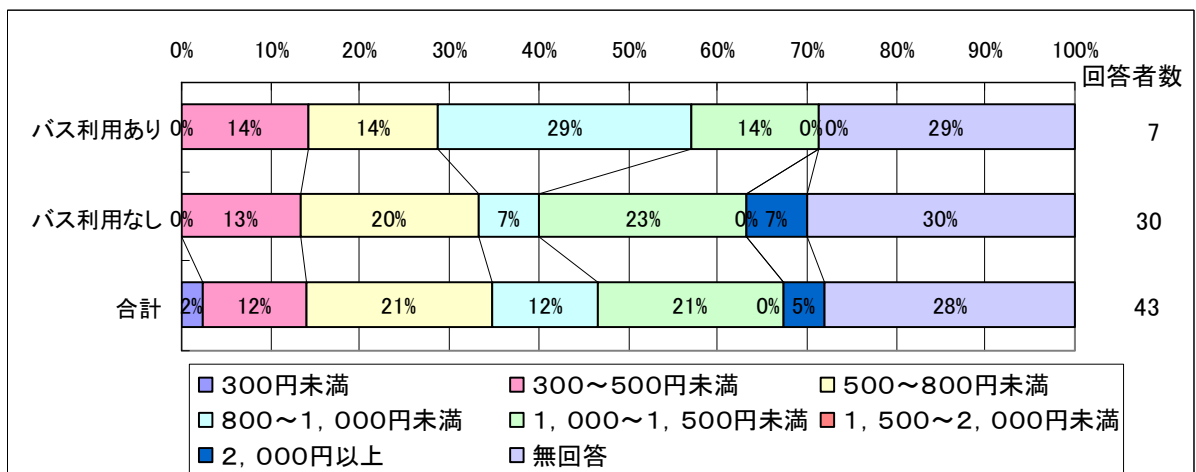 0% 10% 20% 30% 40% 50% 60% 70% 80% 90% 100%
回答者数
バス利用あり 0% 14% 14% 29% 14% 0% 0% 29% 7
バス利用なし 0% 13% 20% 7% 23% 0% 7% 30% 30
合計 2% 12% 21% 12% 21% 0% 5% 28% 43
300円未満 300～500円未満 500～800円未満
800～1,000円未満 1,000～1,500円未満 1,500～2,000円未満
2,000円以上 無回答